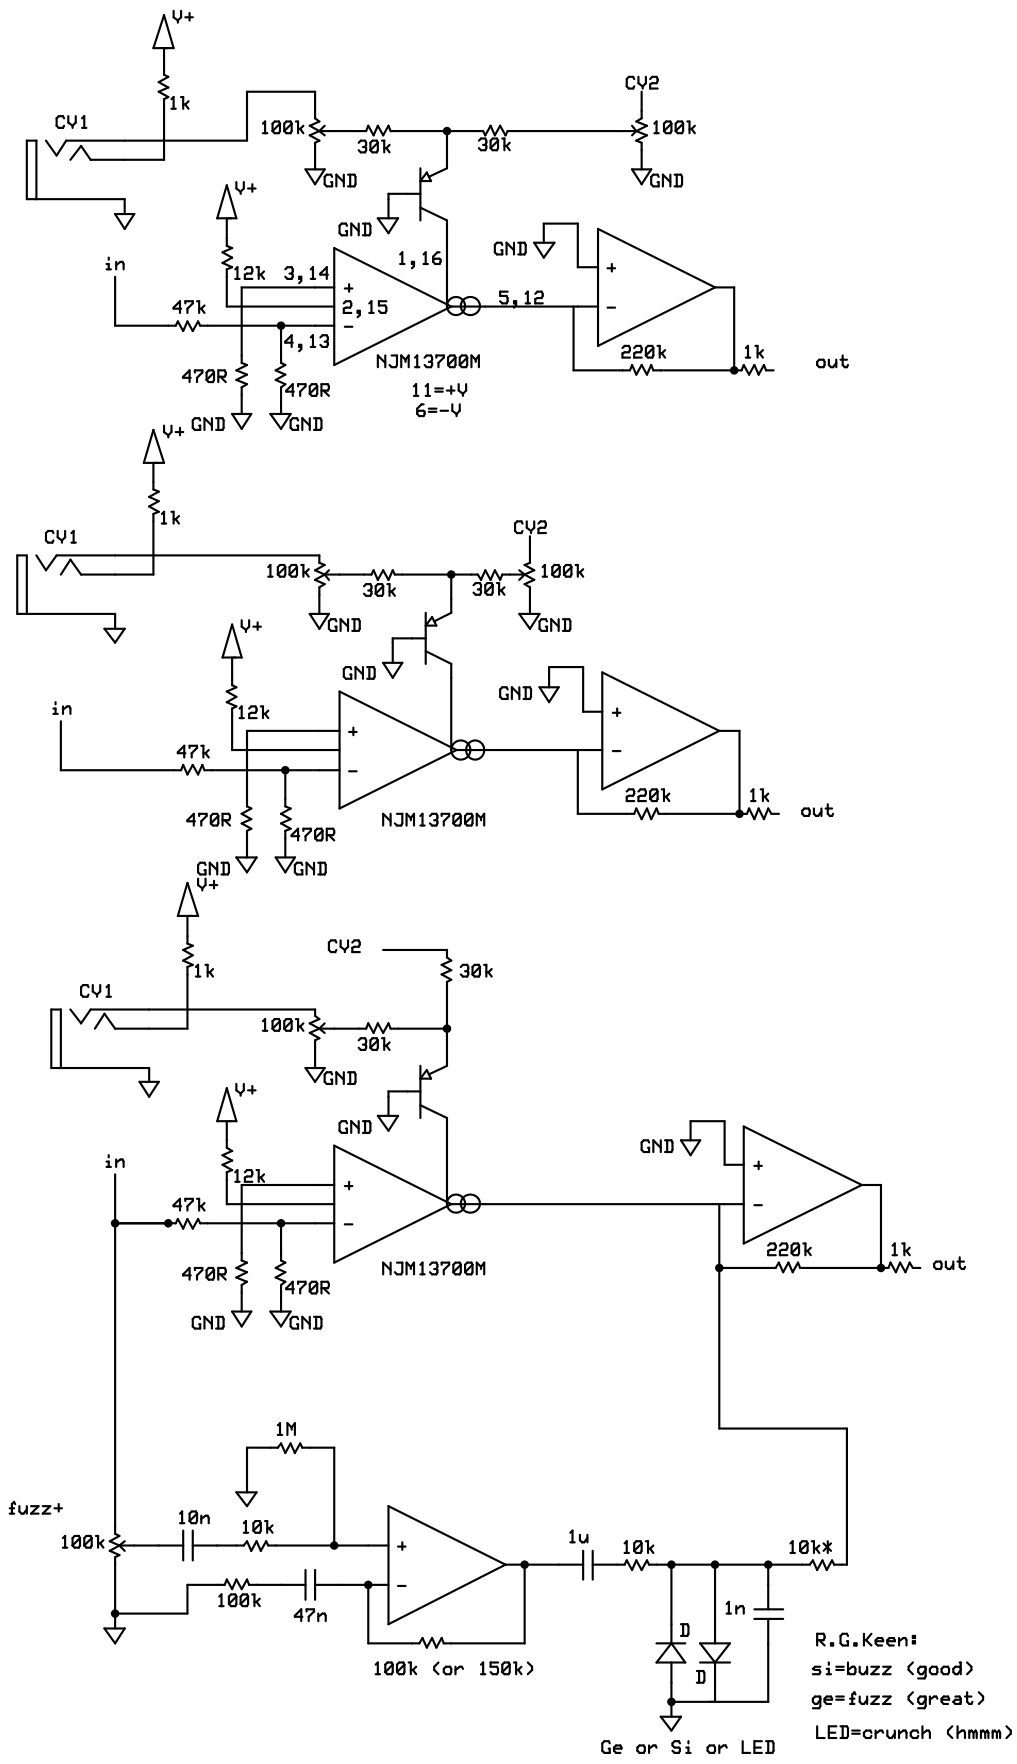 V+
1k
CV1
CV2
100k
30k
30k
100k
GND
GND
V+
GND
GND
in
12k
3,14
1,16
2,15
5,12
47k
4,13
NJM13700M
220k
1k
out
470R
470R
11=+V
6=-V
GND
GND
V+
1k
CV1
CV2
100k
30k
30k
100k
GND
GND
V+
GND
GND
in
12k
47k
220k
1k
out
470R
470R
NJM13700M
GND
GND
V+
1k
CV2
30k
CV1
100k
30k
GND
V+
GND
GND
in
12k
47k
220k
1k
out
470R
470R
NJM13700M
GND
GND
1M
fuzz+
10n
100k
10k
1u
10k
10k*
100k
47n
1n
D
D
100k (or 150k)
R.G.Keen:
si=buzz (good)
ge=fuzz (great)
LED=crunch (hmmm)
Ge or Si or LED